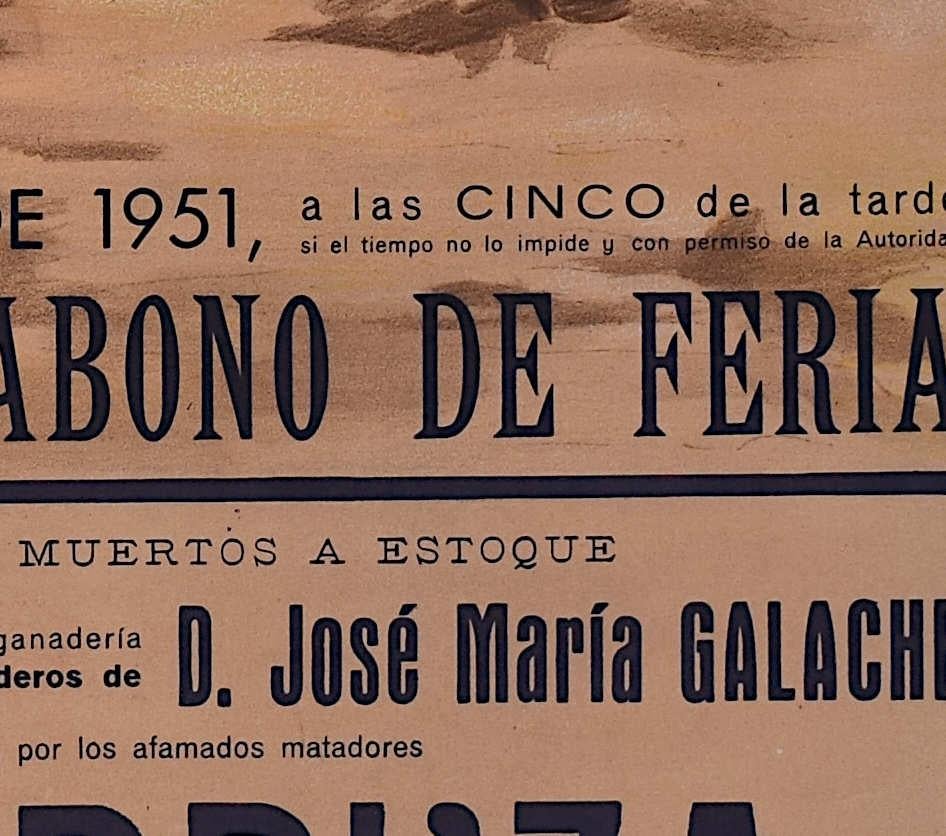 DE 1951, a las CINCO de la tarde
si el tiempo no lo impide y con permiso de la Autorida
ABONO DE FERIA
MUERTOS A ESTOQUE
ganadería
deros de D. José María GALACHE
por los afamados matadores